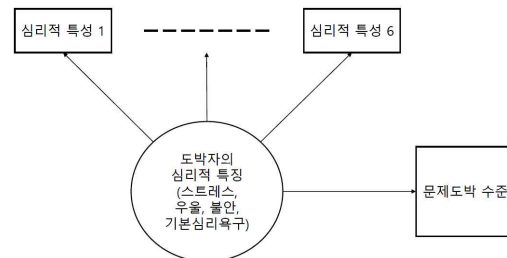 심리적 특성 1
심리적 특성 6
도박자의
심리적 특징
(스트레스,
우울, 불안,
기본심리욕구)
문제도박 수준